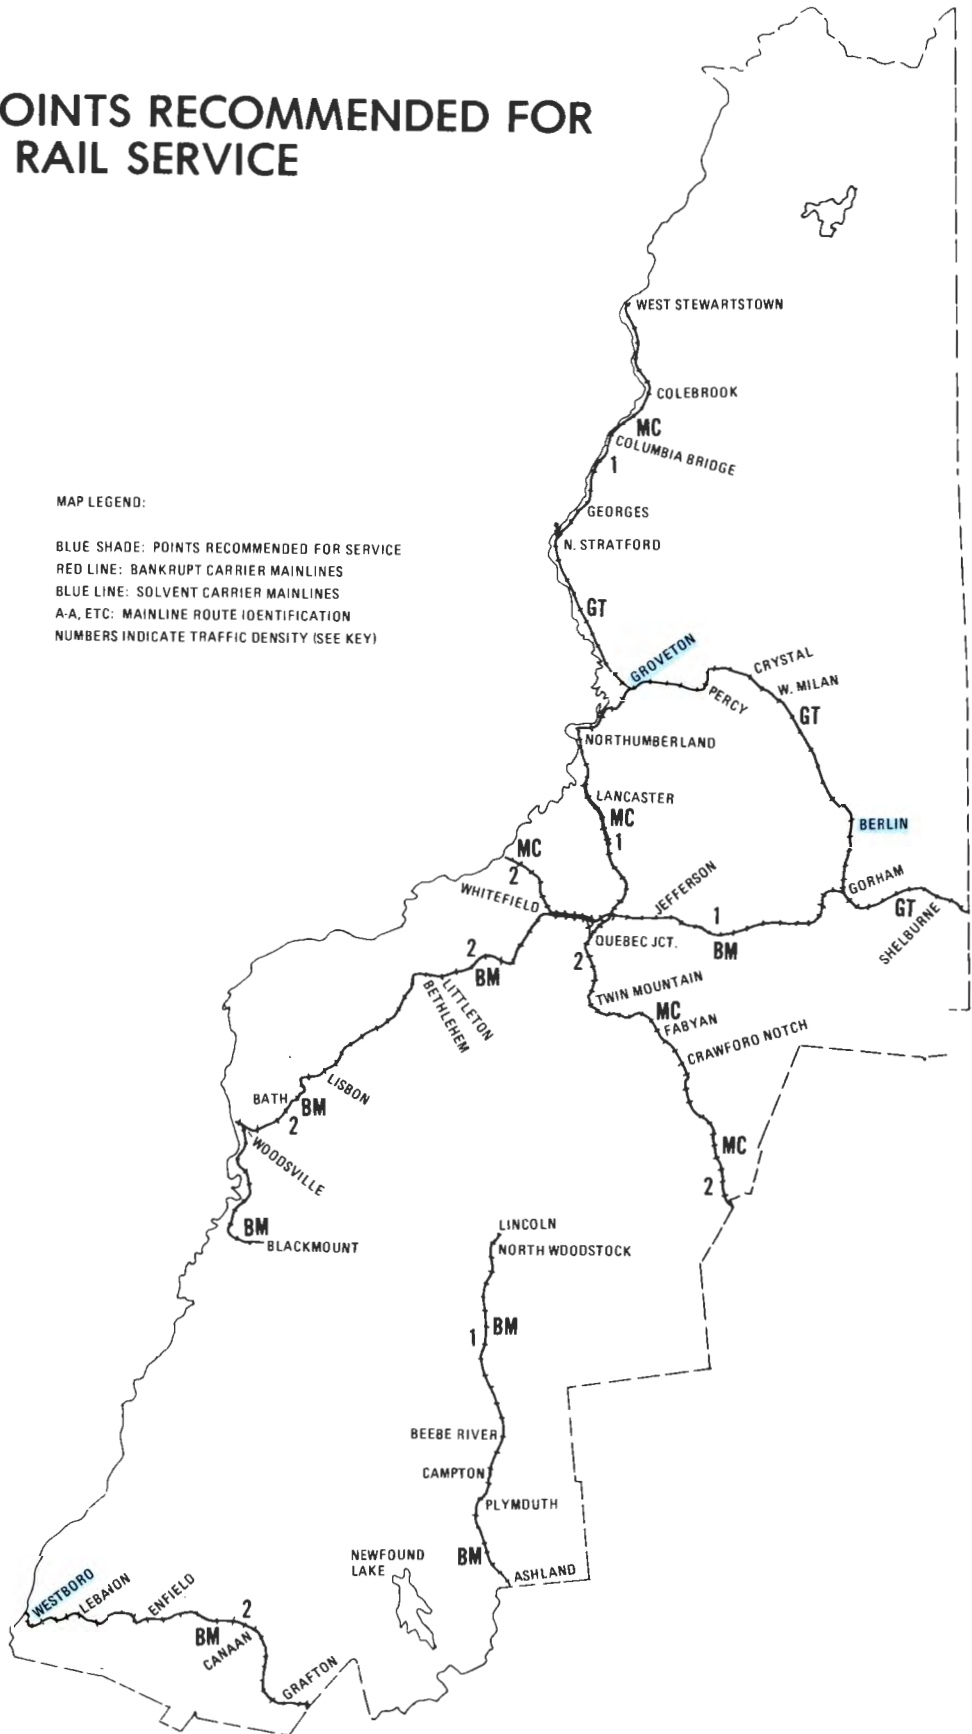 OINTS RECOMMENDED FOR
RAIL SERVICE
WEST STEWARTSTOWN
COLEBROOK
MC
COLUMBIA BRIDGE
1
MAP LEGEND:
BLUE SHADE: POINTS RECOMMENDED FOR SERVICE
RED LINE: BANKRUPT CARRIER MAINLINES
BLUE LINE: SOLVENT CARRIER MAINLINES
A-A, ETC: MAINLINE ROUTE IDENTIFICATION
NUMBERS INDICATE TRAFFIC DENSITY (SEE KEY)
GEORGES
N. STRATFORD
GT
GROVETON
CRYSTAL
PERCY
W. MILAN
GT
NORTHUMBERLAND
LANCASTER
MC
1
BERLIN
MC
2
WHITEFIELD
JEFFERSON
GORHAM
GT
SHELBURNE
1
BM
QUEBEC JCT.
2
2
BM
LITTLETON
BETHLEHEM
TWIN MOUNTAIN
MC
FABYAN
CRAWFORD NOTCH
LISBON
BATH
BM
2
WOODSVILLE
MC
2
BM
BLACKMOUNT
LINCOLN
NORTH WOODSTOCK
1
BM
BEEBE RIVER
CAMPTON
PLYMOUTH
BM
ASHLAND
NEWFOUND
LAKE
WESTBORO
LEBANON
ENFIELD
2
BM
CANAAN
GRAFTON